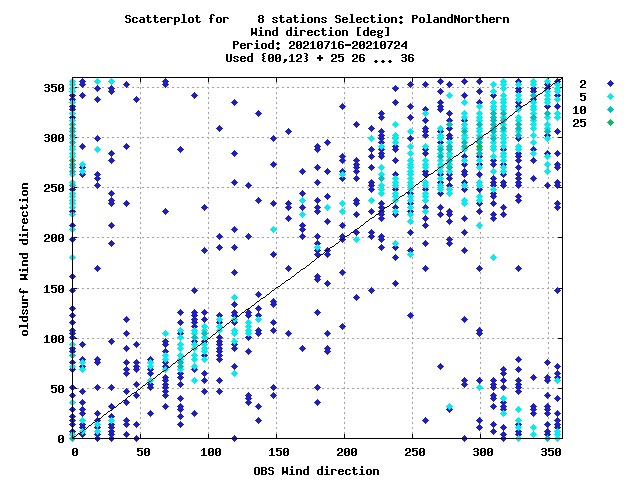 Scatterplot for    8 stations Selection: PolandNorthern
Wind direction [deg]
Period: 20210716-20210724
Used {00,12} + 25 26 ... 36
350
300
250
200
150
100
50
0
oldsurf Wind direction
0 50 100 150 200 250 300 350
OBS Wind direction
2
5
10
25